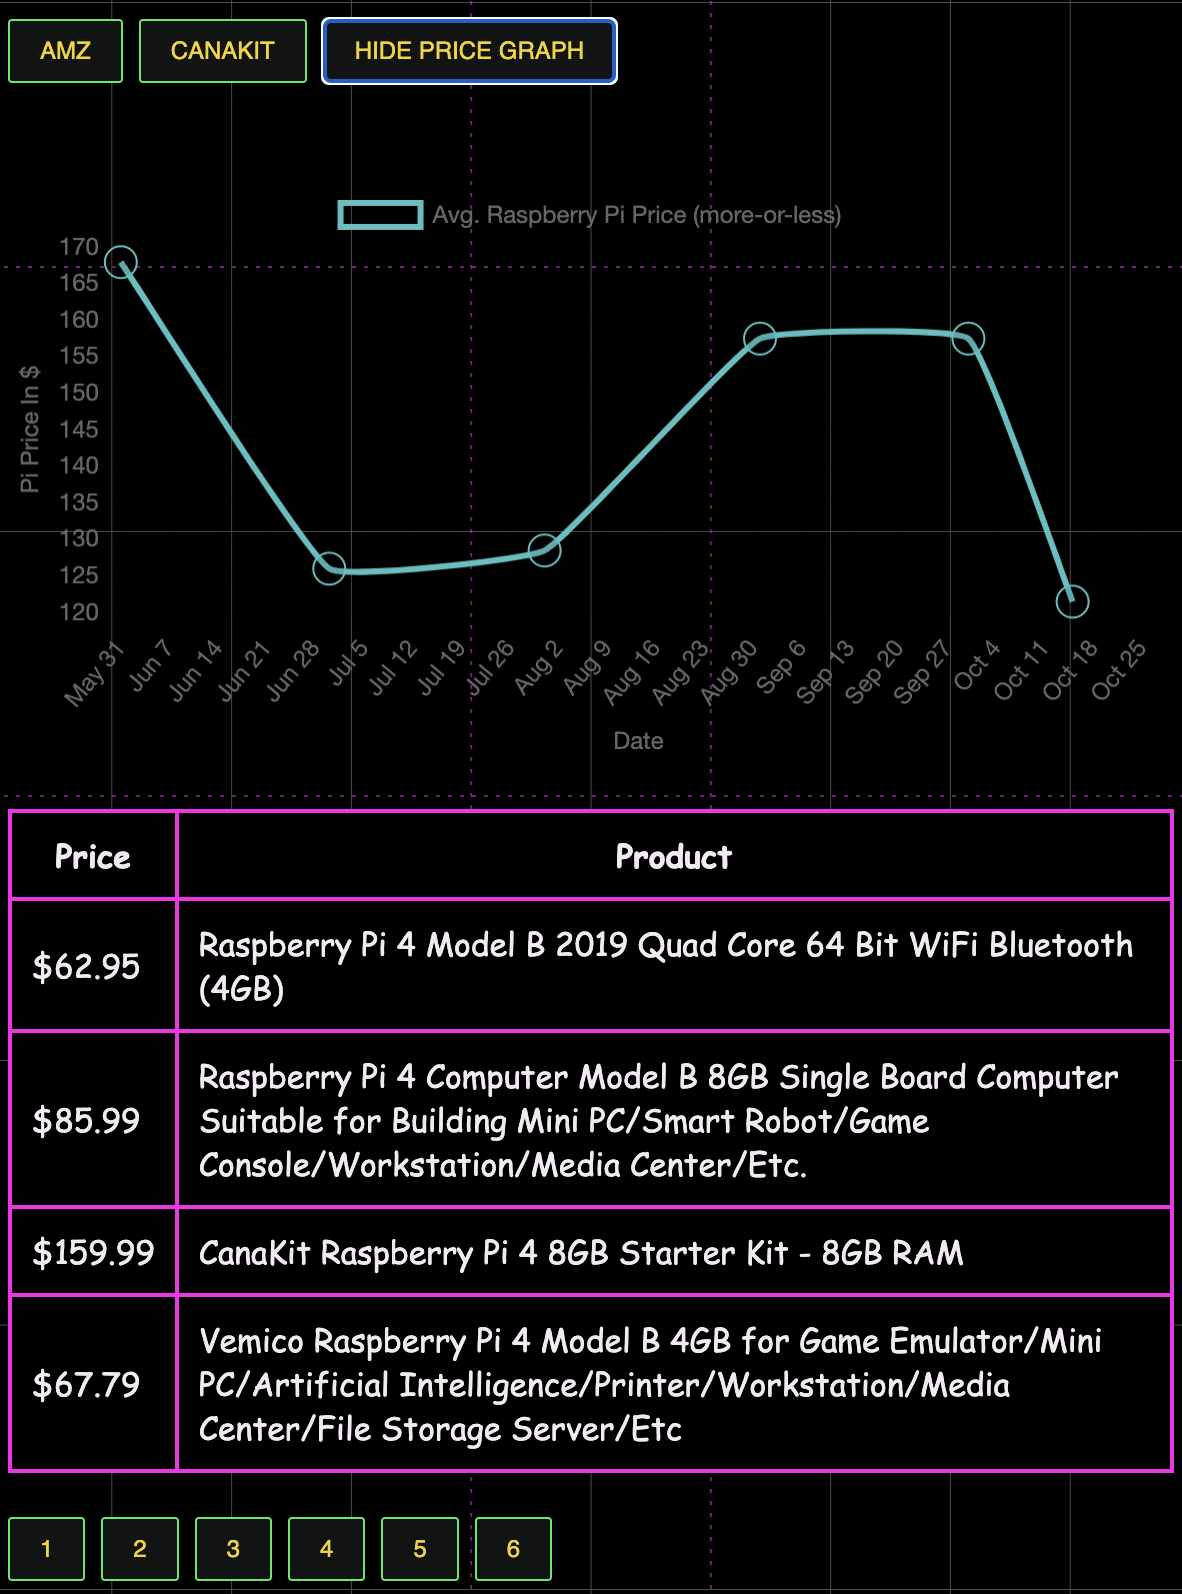 AMZ
CANAKIT
HIDE PRICE GRAPH
Avg. Raspberry Pi Price (more-or-less)
170
165
160
155
150
145
140
135
130
125
120
Pi Price In $
May 31
Jun 7
Jun 14
Jun 21
Jun 28
Jul 5
Jul 12
Jul 19
Jul 26
Aug 2
Aug 9
Aug 16
Aug 23
Aug 30
Sep 6
Sep 13
Sep 20
Sep 27
Oct 4
Oct 11
Oct 18
Oct 25
Date
Price
Product
$62.95
Raspberry Pi 4 Model B 2019 Quad Core 64 Bit WiFi Bluetooth
(4GB)
$85.99
Raspberry Pi 4 Computer Model B 8GB Single Board Computer
Suitable for Building Mini PC/Smart Robot/Game
Console/Workstation/Media Center/Etc.
$159.99
CanaKit Raspberry Pi 4 8GB Starter Kit - 8GB RAM
$67.79
Vemico Raspberry Pi 4 Model B 4GB for Game Emulator/Mini
PC/Artificial Intelligence/Printer/Workstation/Media
Center/File Storage Server/Etc
1
2
3
4
5
6